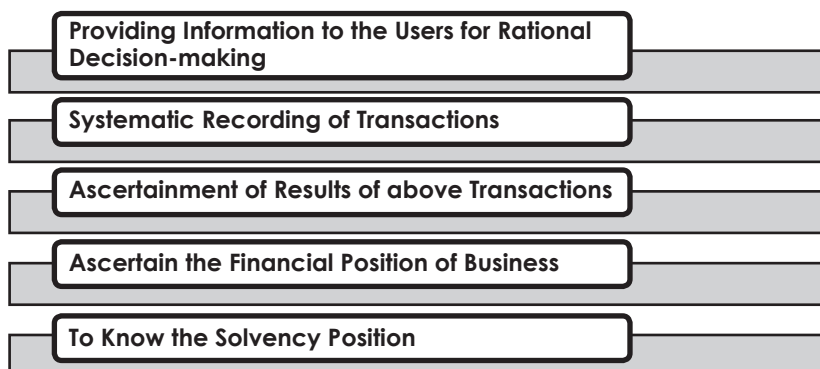 Providing Information to the Users for Rational
Decision-making
Systematic Recording of Transactions
Ascertainment of Results of above Transactions
Ascertain the Financial Position of Business
To Know the Solvency Position